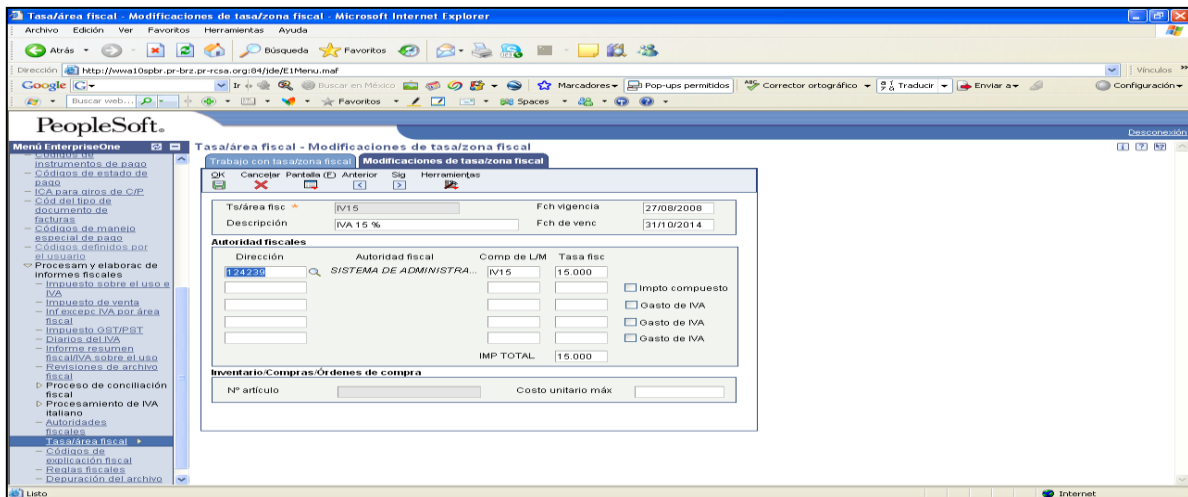 Tasa/área fiscal - Modificaciones de tasa/zona fiscal - Microsoft Internet Explorer
Archivo Edición Ver Favoritos Herramientas Ayuda
Atrás Búsqueda Favoritos
Dirección http://wwa10spbr.pr-brz.pr-rcsa.org:84/jde/E1Menu.maf Vínculos
Google G Ir Buscar en México Marcadores Pop-ups permitidos Corrector ortográfico Traducir Enviar a Configuración
Buscar web... Favoritos Spaces
PeopleSoft.
Desconexión
Menú EnterpriseOne
Códigos de
instrumentos de pago
Códigos de estado de
pago
ICA para giros de C/P
Cód del tipo de
documento de
facturas
Códigos de manejo
especial de pago
Códigos definidos por
el usuario
Procesam y elaborac de
informes fiscales
Impuesto sobre el uso e
IVA
Impuesto de venta
Inf excepc IVA por área
fiscal
Impuesto GST/PST
Diarios del IVA
Informe resumen
fiscal/IVA sobre el uso
Revisiones de archivo
fiscal
Proceso de conciliación
fiscal
Procesamiento de IVA
italiano
Autoridades
fiscales
Tasa/área fiscal
Códigos de
explicación fiscal
Reglas fiscales
Depuración del archivo
Tasa/área fiscal - Modificaciones de tasa/zona fiscal
Trabajo con tasa/zona fiscal Modificaciones de tasa/zona fiscal
OK Cancelar Pantalla (F) Anterior Sig Herramientas
Ts/área fisc * IV15 Fch vigencia 27/08/2008
Descripción IVA 15 % Fch de venc 31/10/2014
Autoridad fiscales
Dirección Autoridad fiscal Comp de L/M Tasa fisc
124239 SISTEMA DE ADMINISTRA... IV15 15.000
Impto compuesto
Gasto de IVA
Gasto de IVA
Gasto de IVA
IMP TOTAL 15.000
Inventario/Compras/Órdenes de compra
Nº artículo Costo unitario máx
Listo Internet